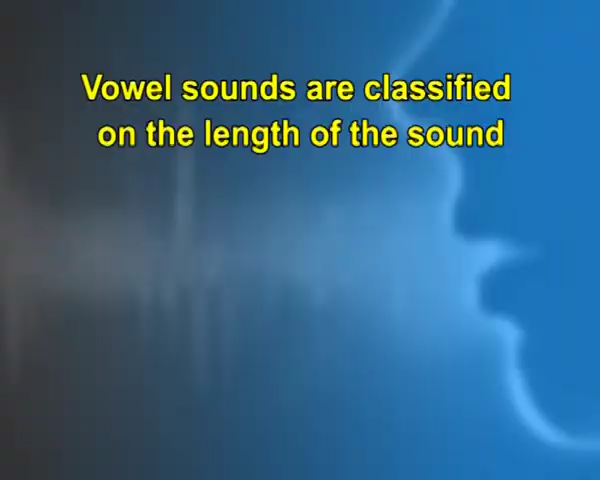 Vowel sounds are classified
on the length of the sound